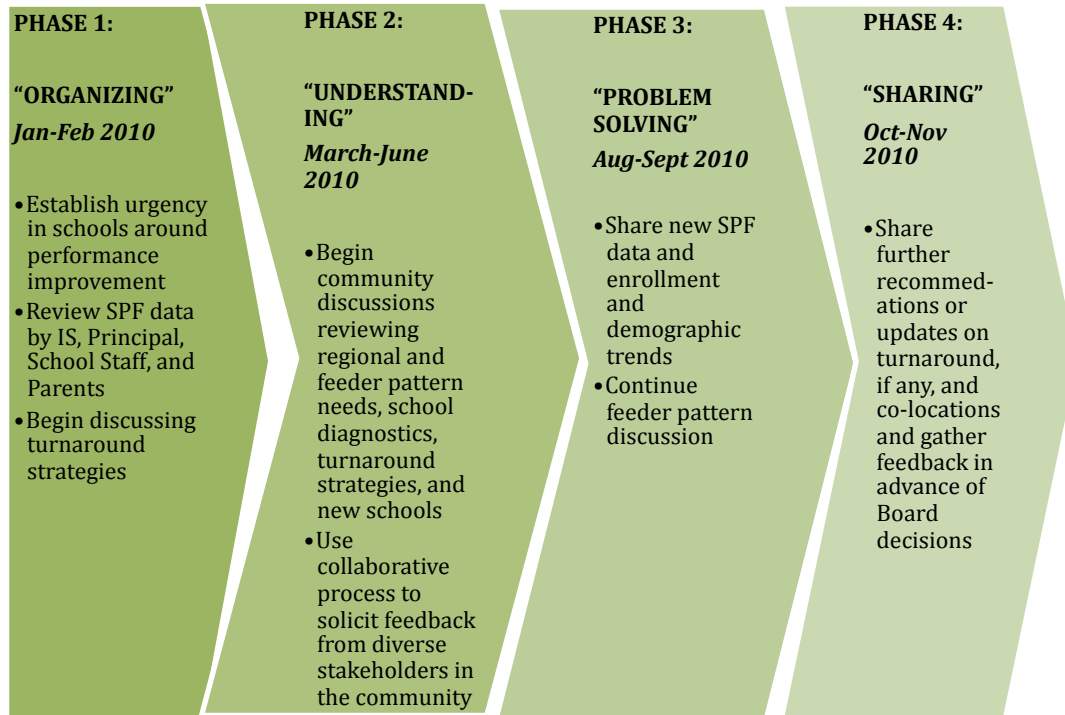 PHASE 1:
“ORGANIZING”
Jan-Feb 2010
•Establish urgency
in schools around
performance
improvement
•Review SPF data
by IS, Principal,
School Staff, and
Parents
•Begin discussing
turnaround
strategies
PHASE 2:
“UNDERSTAND-
ING”
March-June
2010
•Begin
community
discussions
reviewing
regional and
feeder pattern
needs, school
diagnostics,
turnaround
strategies, and
new schools
•Use
collaborative
process to
solicit feedback
from diverse
stakeholders in
the community
PHASE 3:
“PROBLEM
SOLVING”
Aug-Sept 2010
•Share new SPF
data and
enrollment
and
demographic
trends
•Continue
feeder pattern
discussion
PHASE 4:
“SHARING”
Oct-Nov
2010
•Share
further
recommed-
ations or
updates on
turnaround,
if any, and
co-locations
and gather
feedback in
advance of
Board
decisions